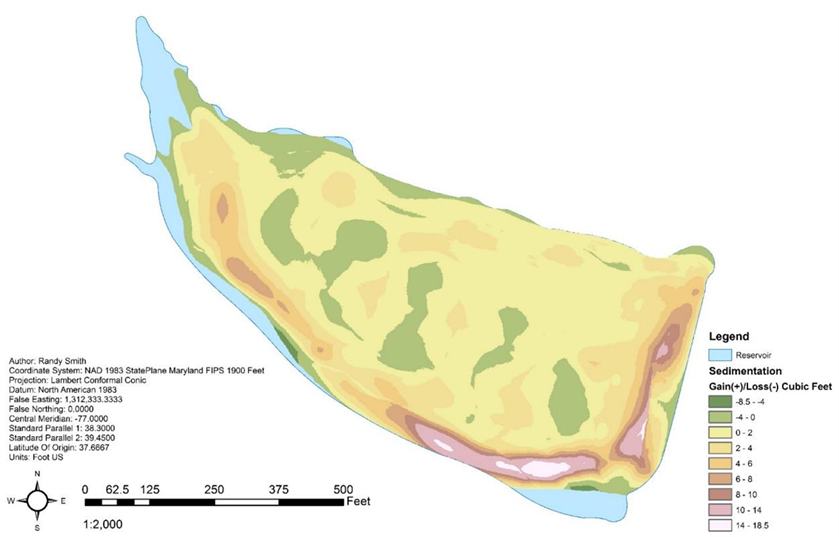 Author: Randy Smith
Coordinate System: NAD 1983 StatePlane Maryland FIPS 1900 Feet
Projection: Lambert Conformal Conic
Datum: North American 1983
False Easting: 1,312,333.3333
False Northing: 0.0000
Central Meridian: -77.0000
Standard Parallel 1: 38.3000
Standard Parallel 2: 39.4500
Latitude Of Origin: 37.6667
Units: Foot US
N
W E
S
0 62.5 125 250 375 500
Feet
1:2,000
Legend
Reservoir
Sedimentation
Gain(+)/Loss(-) Cubic Feet
-8.5 - -4
-4 - 0
0 - 2
2 - 4
4 - 6
6 - 8
8 - 10
10 - 14
14 - 18.5